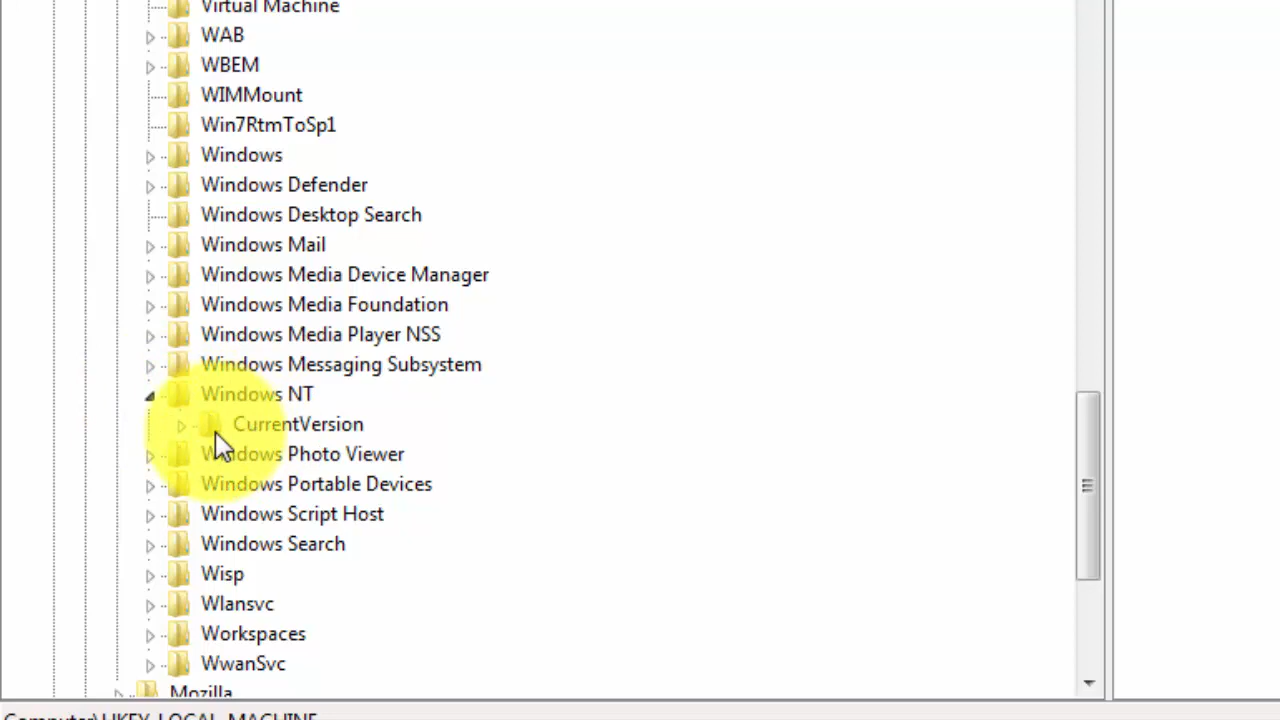 Virtual Machine
WAB
WBEM
WIMMount
Win7RtmToSp1
Windows
Windows Defender
Windows Desktop Search
Windows Mail
Windows Media Device Manager
Windows Media Foundation
Windows Media Player NSS
Windows Messaging Subsystem
Windows NT
CurrentVersion
Windows Photo Viewer
Windows Portable Devices
Windows Script Host
Windows Search
Wisp
Wlansvc
Workspaces
WwanSvc
Mozilla
Computer\HKEY_LOCAL_MACHINE